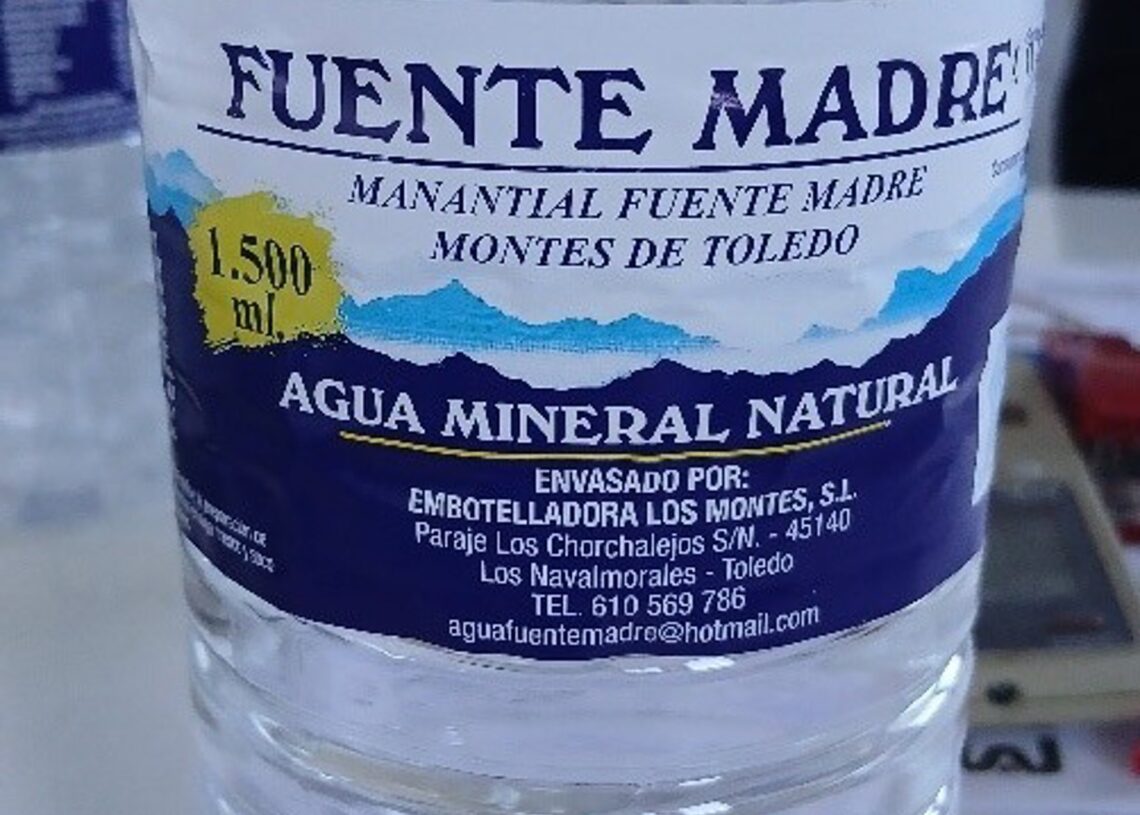 FUENTE MADRE
MANANTIAL FUENTE MADRE
MONTES DE TOLEDO
1.500
ml.
AGUA MINERAL NATURAL
ENVASADO POR:
EMBOTELLADORA LOS MONTES, S.L.
Paraje Los Chorchalejos S/N. - 45140
Los Navalmorales - Toledo
TEL. 610 569 786
aguafuentemadre@hotmail.com
y seco